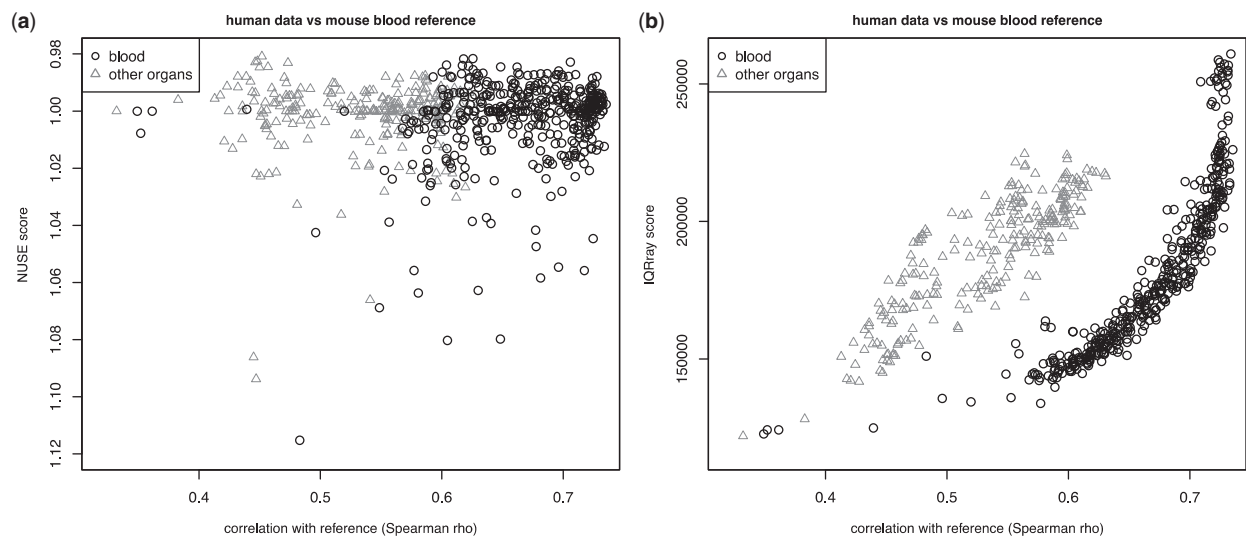 (a)
human data vs mouse blood reference
blood
other organs
0.98
1.00
1.02
1.04
1.06
1.08
1.10
1.12
NUSE score
0.4 0.5 0.6 0.7
correlation with reference (Spearman rho)
(b)
human data vs mouse blood reference
blood
other organs
250000
200000
150000
IQRray score
0.4 0.5 0.6 0.7
correlation with reference (Spearman rho)